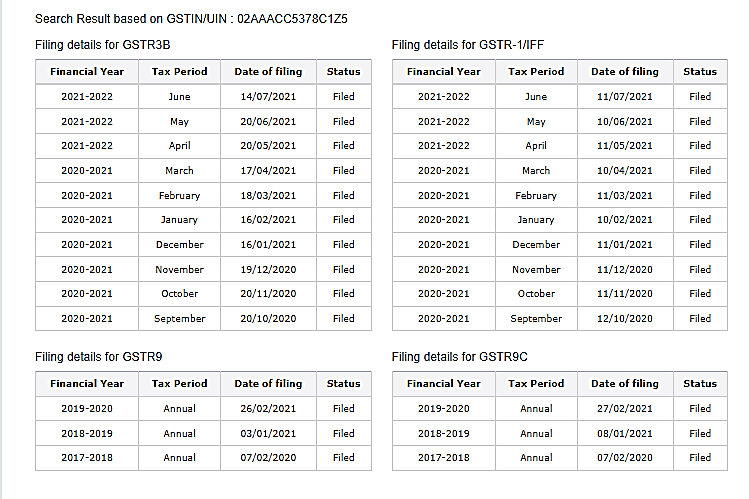 Search Result based on GSTIN/UIN : 02AAACC5378C1Z5
Filing details for GSTR3B
Financial Year Tax Period Date of filing Status
2021-2022 June 14/07/2021 Filed
2021-2022 May 20/06/2021 Filed
2021-2022 April 20/05/2021 Filed
2020-2021 March 17/04/2021 Filed
2020-2021 February 18/03/2021 Filed
2020-2021 January 16/02/2021 Filed
2020-2021 December 16/01/2021 Filed
2020-2021 November 19/12/2020 Filed
2020-2021 October 20/11/2020 Filed
2020-2021 September 20/10/2020 Filed
Filing details for GSTR-1/IFF
Financial Year Tax Period Date of filing Status
2021-2022 June 11/07/2021 Filed
2021-2022 May 10/06/2021 Filed
2021-2022 April 11/05/2021 Filed
2020-2021 March 10/04/2021 Filed
2020-2021 February 11/03/2021 Filed
2020-2021 January 10/02/2021 Filed
2020-2021 December 11/01/2021 Filed
2020-2021 November 11/12/2020 Filed
2020-2021 October 11/11/2020 Filed
2020-2021 September 12/10/2020 Filed
Filing details for GSTR9
Financial Year Tax Period Date of filing Status
2019-2020 Annual 26/02/2021 Filed
2018-2019 Annual 03/01/2021 Filed
2017-2018 Annual 07/02/2020 Filed
Filing details for GSTR9C
Financial Year Tax Period Date of filing Status
2019-2020 Annual 27/02/2021 Filed
2018-2019 Annual 08/01/2021 Filed
2017-2018 Annual 07/02/2020 Filed